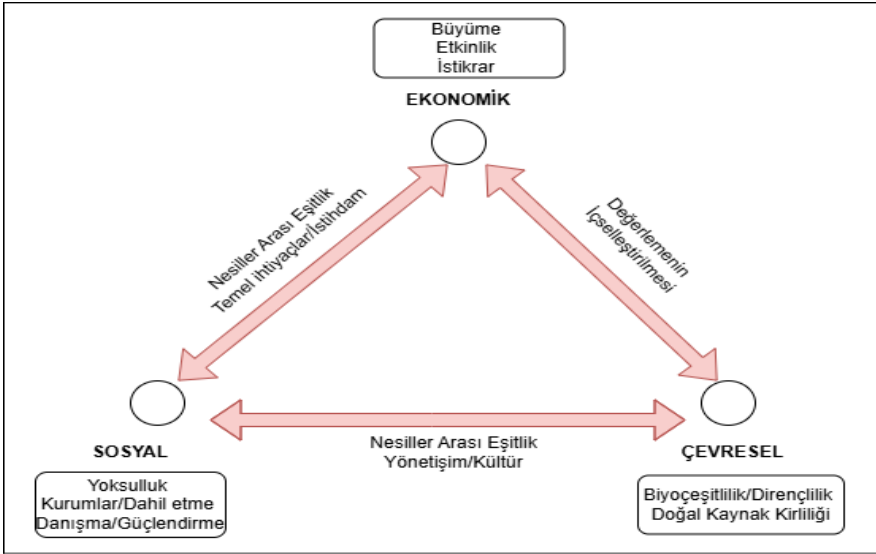 Büyüme
Etkinlik
İstikrar
EKONOMİK
Nesiller Arası Eşitlik
Temel ihtiyaçlar/İstihdam
Değerlemenin
İçselleştirilmesi
SOSYAL
Nesiller Arası Eşitlik
Yönetişim/Kültür
ÇEVRESEL
Yoksulluk
Kurumlar/Dahil etme
Danışma/Güçlendirme
Biyoçeşitlilik/Dirençlilik
Doğal Kaynak Kirliliği